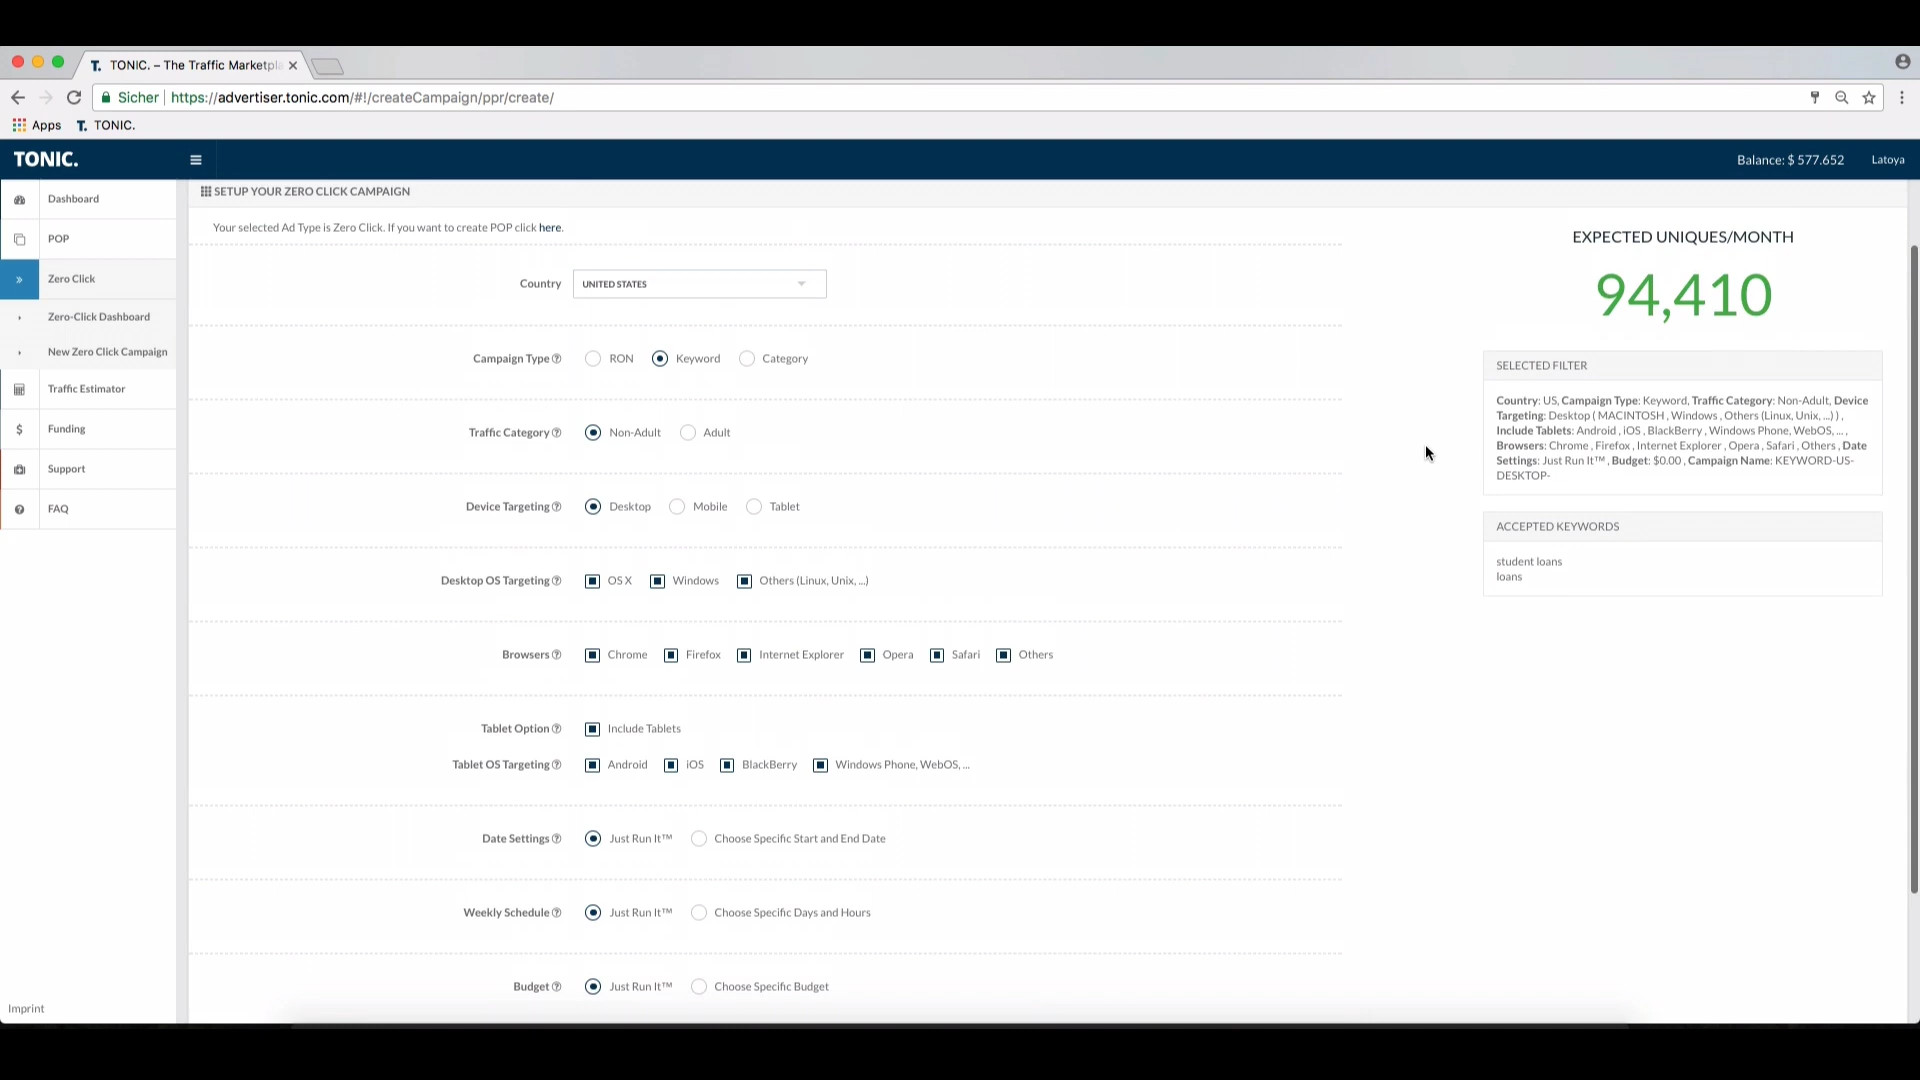 T. TONIC. – The Traffic Marketpla
Sicher https://advertiser.tonic.com/#!/createCampaign/ppr/create/
Apps T. TONIC.
TONIC.
Balance: $ 577.652 Latoya
Dashboard
POP
Zero Click
Zero-Click Dashboard
New Zero Click Campaign
Traffic Estimator
Funding
Support
FAQ
Imprint
SETUP YOUR ZERO CLICK CAMPAIGN
Your selected Ad Type is Zero Click. If you want to create POP click here.
Country UNITED STATES
Campaign Type RON Keyword Category
Traffic Category Non-Adult Adult
Device Targeting Desktop Mobile Tablet
Desktop OS Targeting OS X Windows Others (Linux, Unix, ...)
Browsers Chrome Firefox Internet Explorer Opera Safari Others
Tablet Option Include Tablets
Tablet OS Targeting Android iOS BlackBerry Windows Phone, WebOS, ...
Date Settings Just Run It™ Choose Specific Start and End Date
Weekly Schedule Just Run It™ Choose Specific Days and Hours
Budget Just Run It™ Choose Specific Budget
EXPECTED UNIQUES/MONTH
94,410
SELECTED FILTER
Country: US, Campaign Type: Keyword, Traffic Category: Non-Adult, Device
Targeting: Desktop ( MACINTOSH , Windows , Others (Linux, Unix, ...) ) ,
Include Tablets: Android , iOS , BlackBerry , Windows Phone, WebOS, ... ,
Browsers: Chrome , Firefox , Internet Explorer , Opera , Safari , Others , Date
Settings: Just Run It™ , Budget: $0.00 , Campaign Name: KEYWORD-US-
DESKTOP-
ACCEPTED KEYWORDS
student loans
loans